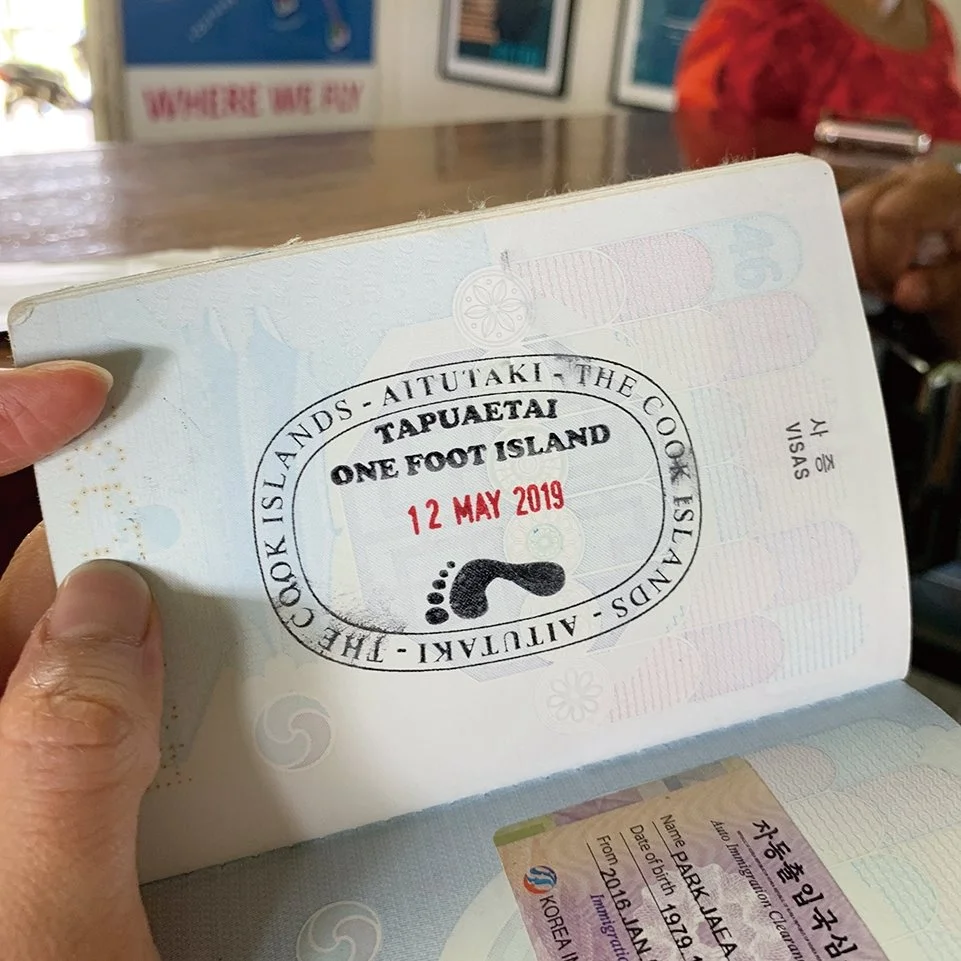 WHERE WE FLY
46
THE COOK ISLANDS - AITUTAKI - THE COOK ISLANDS - AITUTAKI -
TAPUAETAI
ONE FOOT ISLAND
12 MAY 2019
사증
VISAS
자동출입국심
Auto Immigration Clearan
Name PARK JAEA
Date of birth 1979
From 2016 JAN
Immigratio
KOREA I